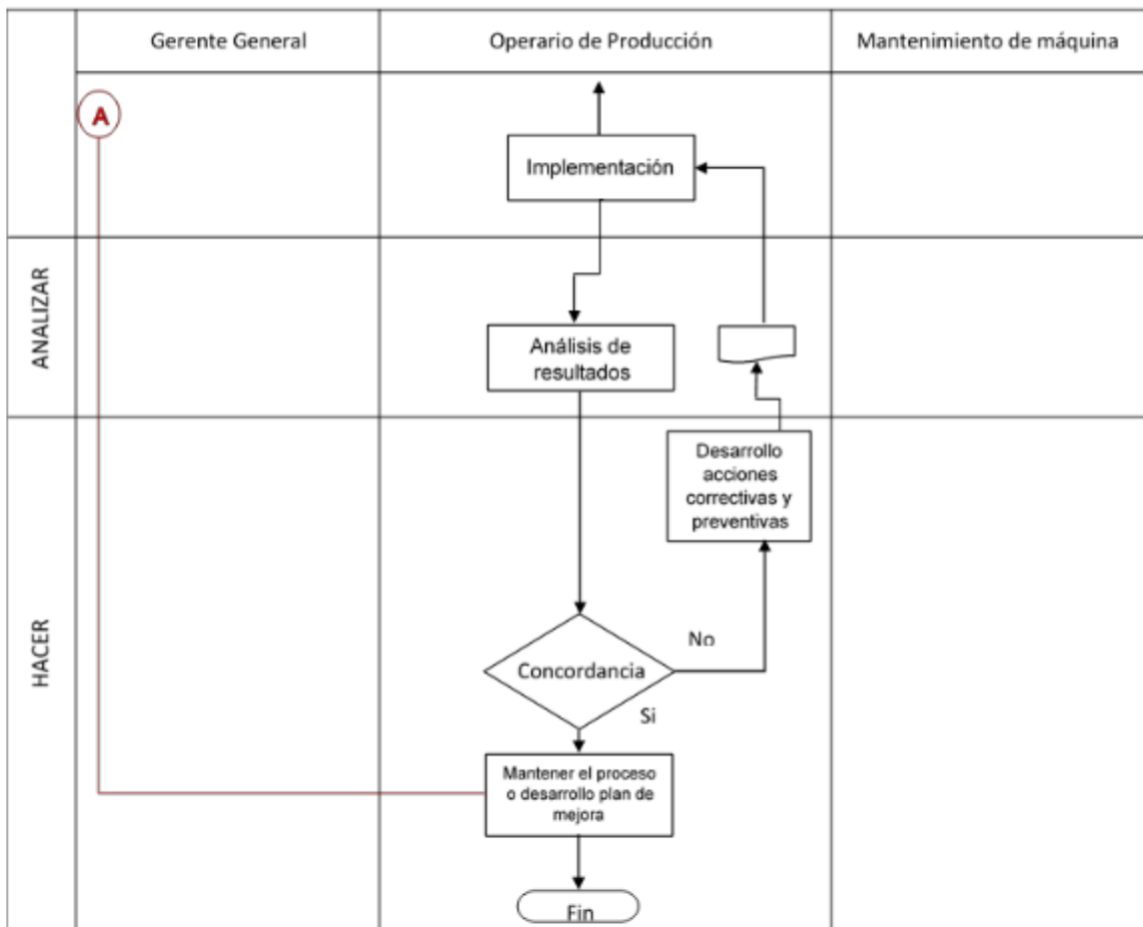 Gerente General
Operario de Producción
Mantenimiento de máquina
A
Implementación
ANALIZAR
Análisis de
resultados
HACER
Desarrollo
acciones
correctivas y
preventivas
No
Concordancia
Si
Mantener el proceso
o desarrollo plan de
mejora
Fin